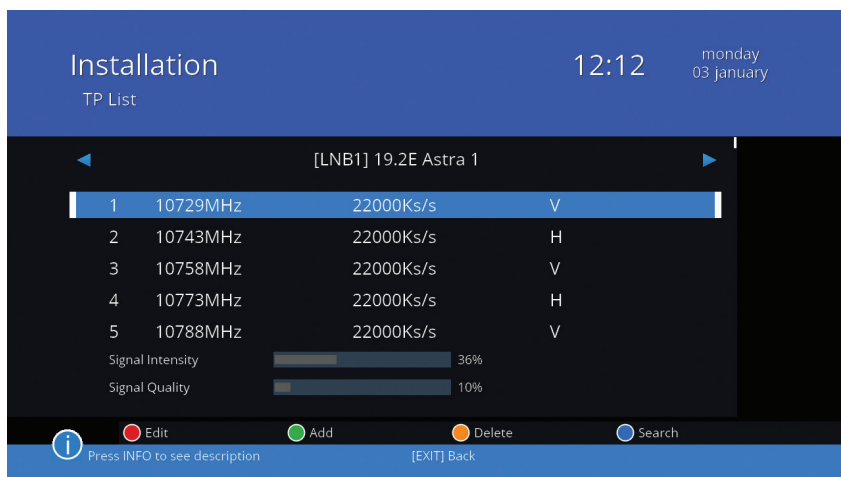 Installation
TP List
12:12
monday
03 january
[LNB1] 19.2E Astra 1
1 10729MHz 22000Ks/s V
2 10743MHz 22000Ks/s H
3 10758MHz 22000Ks/s V
4 10773MHz 22000Ks/s H
5 10788MHz 22000Ks/s V
Signal Intensity 36%
Signal Quality 10%
Edit Add Delete Search
i Press INFO to see description [EXIT] Back